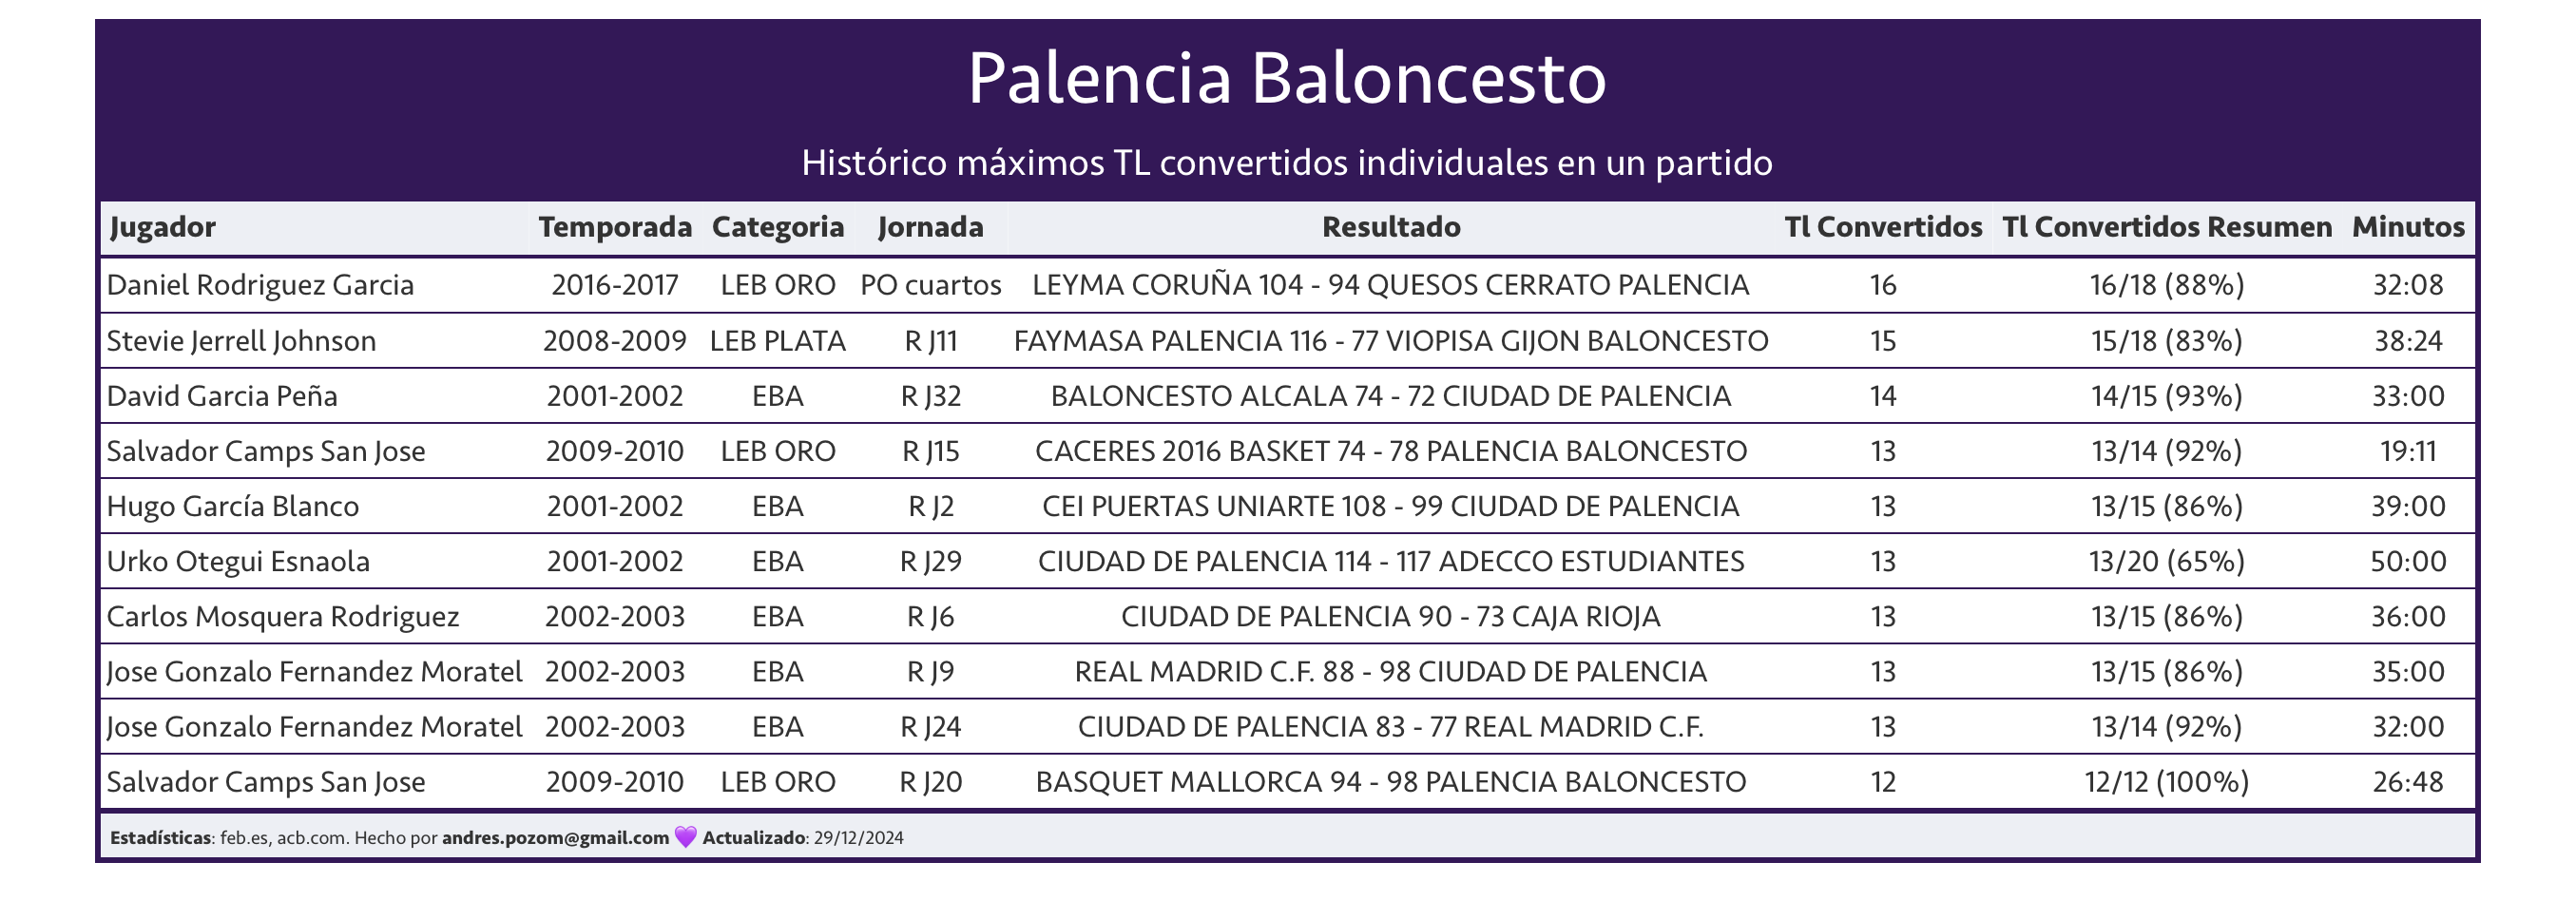 Palencia Baloncesto
Histórico máximos TL convertidos individuales en un partido
Jugador Temporada Categoria Jornada Resultado Tl Convertidos Tl Convertidos Resumen Minutos
Daniel Rodriguez Garcia 2016-2017 LEB ORO PO cuartos LEYMA CORUÑA 104 - 94 QUESOS CERRATO PALENCIA 16 16/18 (88%) 32:08
Stevie Jerrell Johnson 2008-2009 LEB PLATA R J11 FAYMASA PALENCIA 116 - 77 VIOPISA GIJON BALONCESTO 15 15/18 (83%) 38:24
David Garcia Peña 2001-2002 EBA R J32 BALONCESTO ALCALA 74 - 72 CIUDAD DE PALENCIA 14 14/15 (93%) 33:00
Salvador Camps San Jose 2009-2010 LEB ORO R J15 CACERES 2016 BASKET 74 - 78 PALENCIA BALONCESTO 13 13/14 (92%) 19:11
Hugo García Blanco 2001-2002 EBA R J2 CEI PUERTAS UNIARTE 108 - 99 CIUDAD DE PALENCIA 13 13/15 (86%) 39:00
Urko Otegui Esnaola 2001-2002 EBA R J29 CIUDAD DE PALENCIA 114 - 117 ADECCO ESTUDIANTES 13 13/20 (65%) 50:00
Carlos Mosquera Rodriguez 2002-2003 EBA R J6 CIUDAD DE PALENCIA 90 - 73 CAJA RIOJA 13 13/15 (86%) 36:00
Jose Gonzalo Fernandez Moratel 2002-2003 EBA R J9 REAL MADRID C.F. 88 - 98 CIUDAD DE PALENCIA 13 13/15 (86%) 35:00
Jose Gonzalo Fernandez Moratel 2002-2003 EBA R J24 CIUDAD DE PALENCIA 83 - 77 REAL MADRID C.F. 13 13/14 (92%) 32:00
Salvador Camps San Jose 2009-2010 LEB ORO R J20 BASQUET MALLORCA 94 - 98 PALENCIA BALONCESTO 12 12/12 (100%) 26:48
Estadísticas: feb.es, acb.com. Hecho por andres.pozom@gmail.com 💜 Actualizado: 29/12/2024